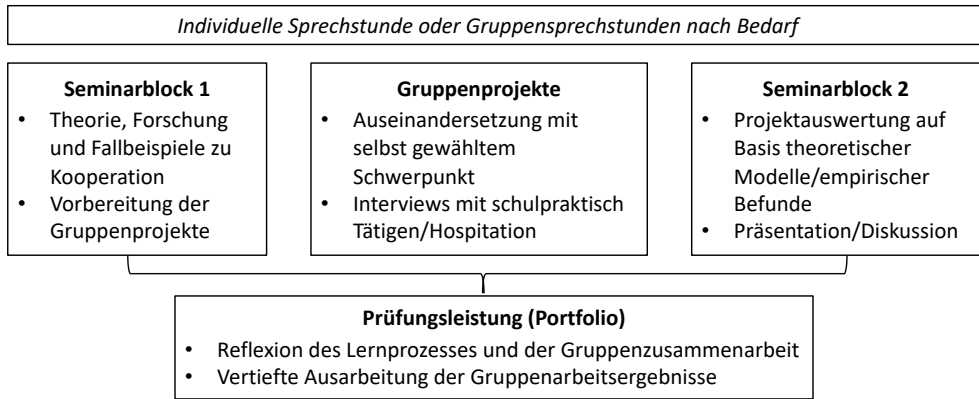 Individuelle Sprechstunde oder Gruppensprechstunden nach Bedarf
Seminarblock 1
• Theorie, Forschung
und Fallbeispiele zu
Kooperation
• Vorbereitung der
Gruppenprojekte
Gruppenprojekte
• Auseinandersetzung mit
selbst gewähltem
Schwerpunkt
• Interviews mit schulpraktisch
Tätigen/Hospitation
Seminarblock 2
• Projektauswertung auf
Basis theoretischer
Modelle/empirischer
Befunde
• Präsentation/Diskussion
Prüfungsleistung (Portfolio)
• Reflexion des Lernprozesses und der Gruppenzusammenarbeit
• Vertiefte Ausarbeitung der Gruppenarbeitsergebnisse